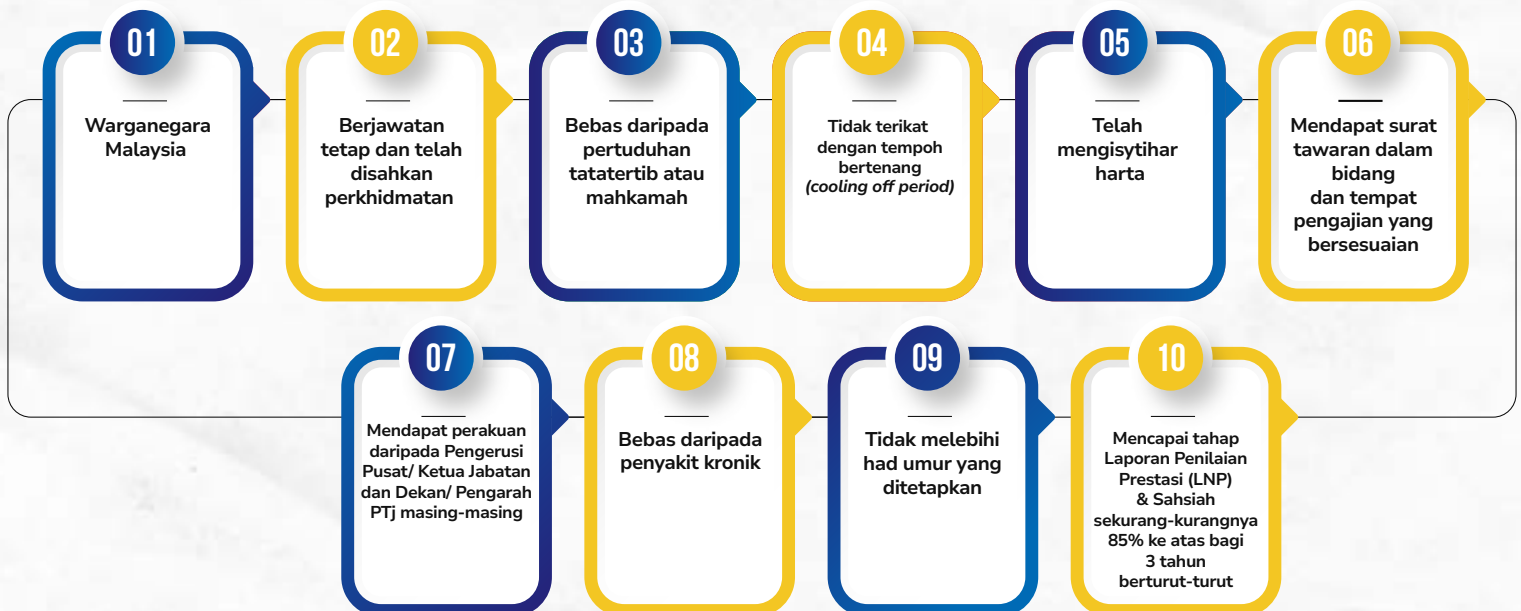 01
Warganegara
Malaysia
02
Berjawatan
tetap dan telah
disahkan
perkhidmatan
03
Bebas daripada
pertuduhan
tatatertib atau
mahkamah
04
Tidak terikat
dengan tempoh
bertenang
(cooling off period)
05
Telah
mengisytihar
harta
06
Mendapat surat
tawaran dalam
bidang
dan tempat
pengajian yang
bersesuaian
07
Mendapat perakuan
daripada Pengerusi
Pusat/ Ketua Jabatan
dan Dekan/ Pengarah
PTj masing-masing
08
Bebas daripada
penyakit kronik
09
Tidak melebihi
had umur yang
ditetapkan
10
Mencapai tahap
Laporan Penilaian
Prestasi (LNP)
& Sahsiah
sekurang-kurangnya
85% ke atas bagi
3 tahun
berturut-turut